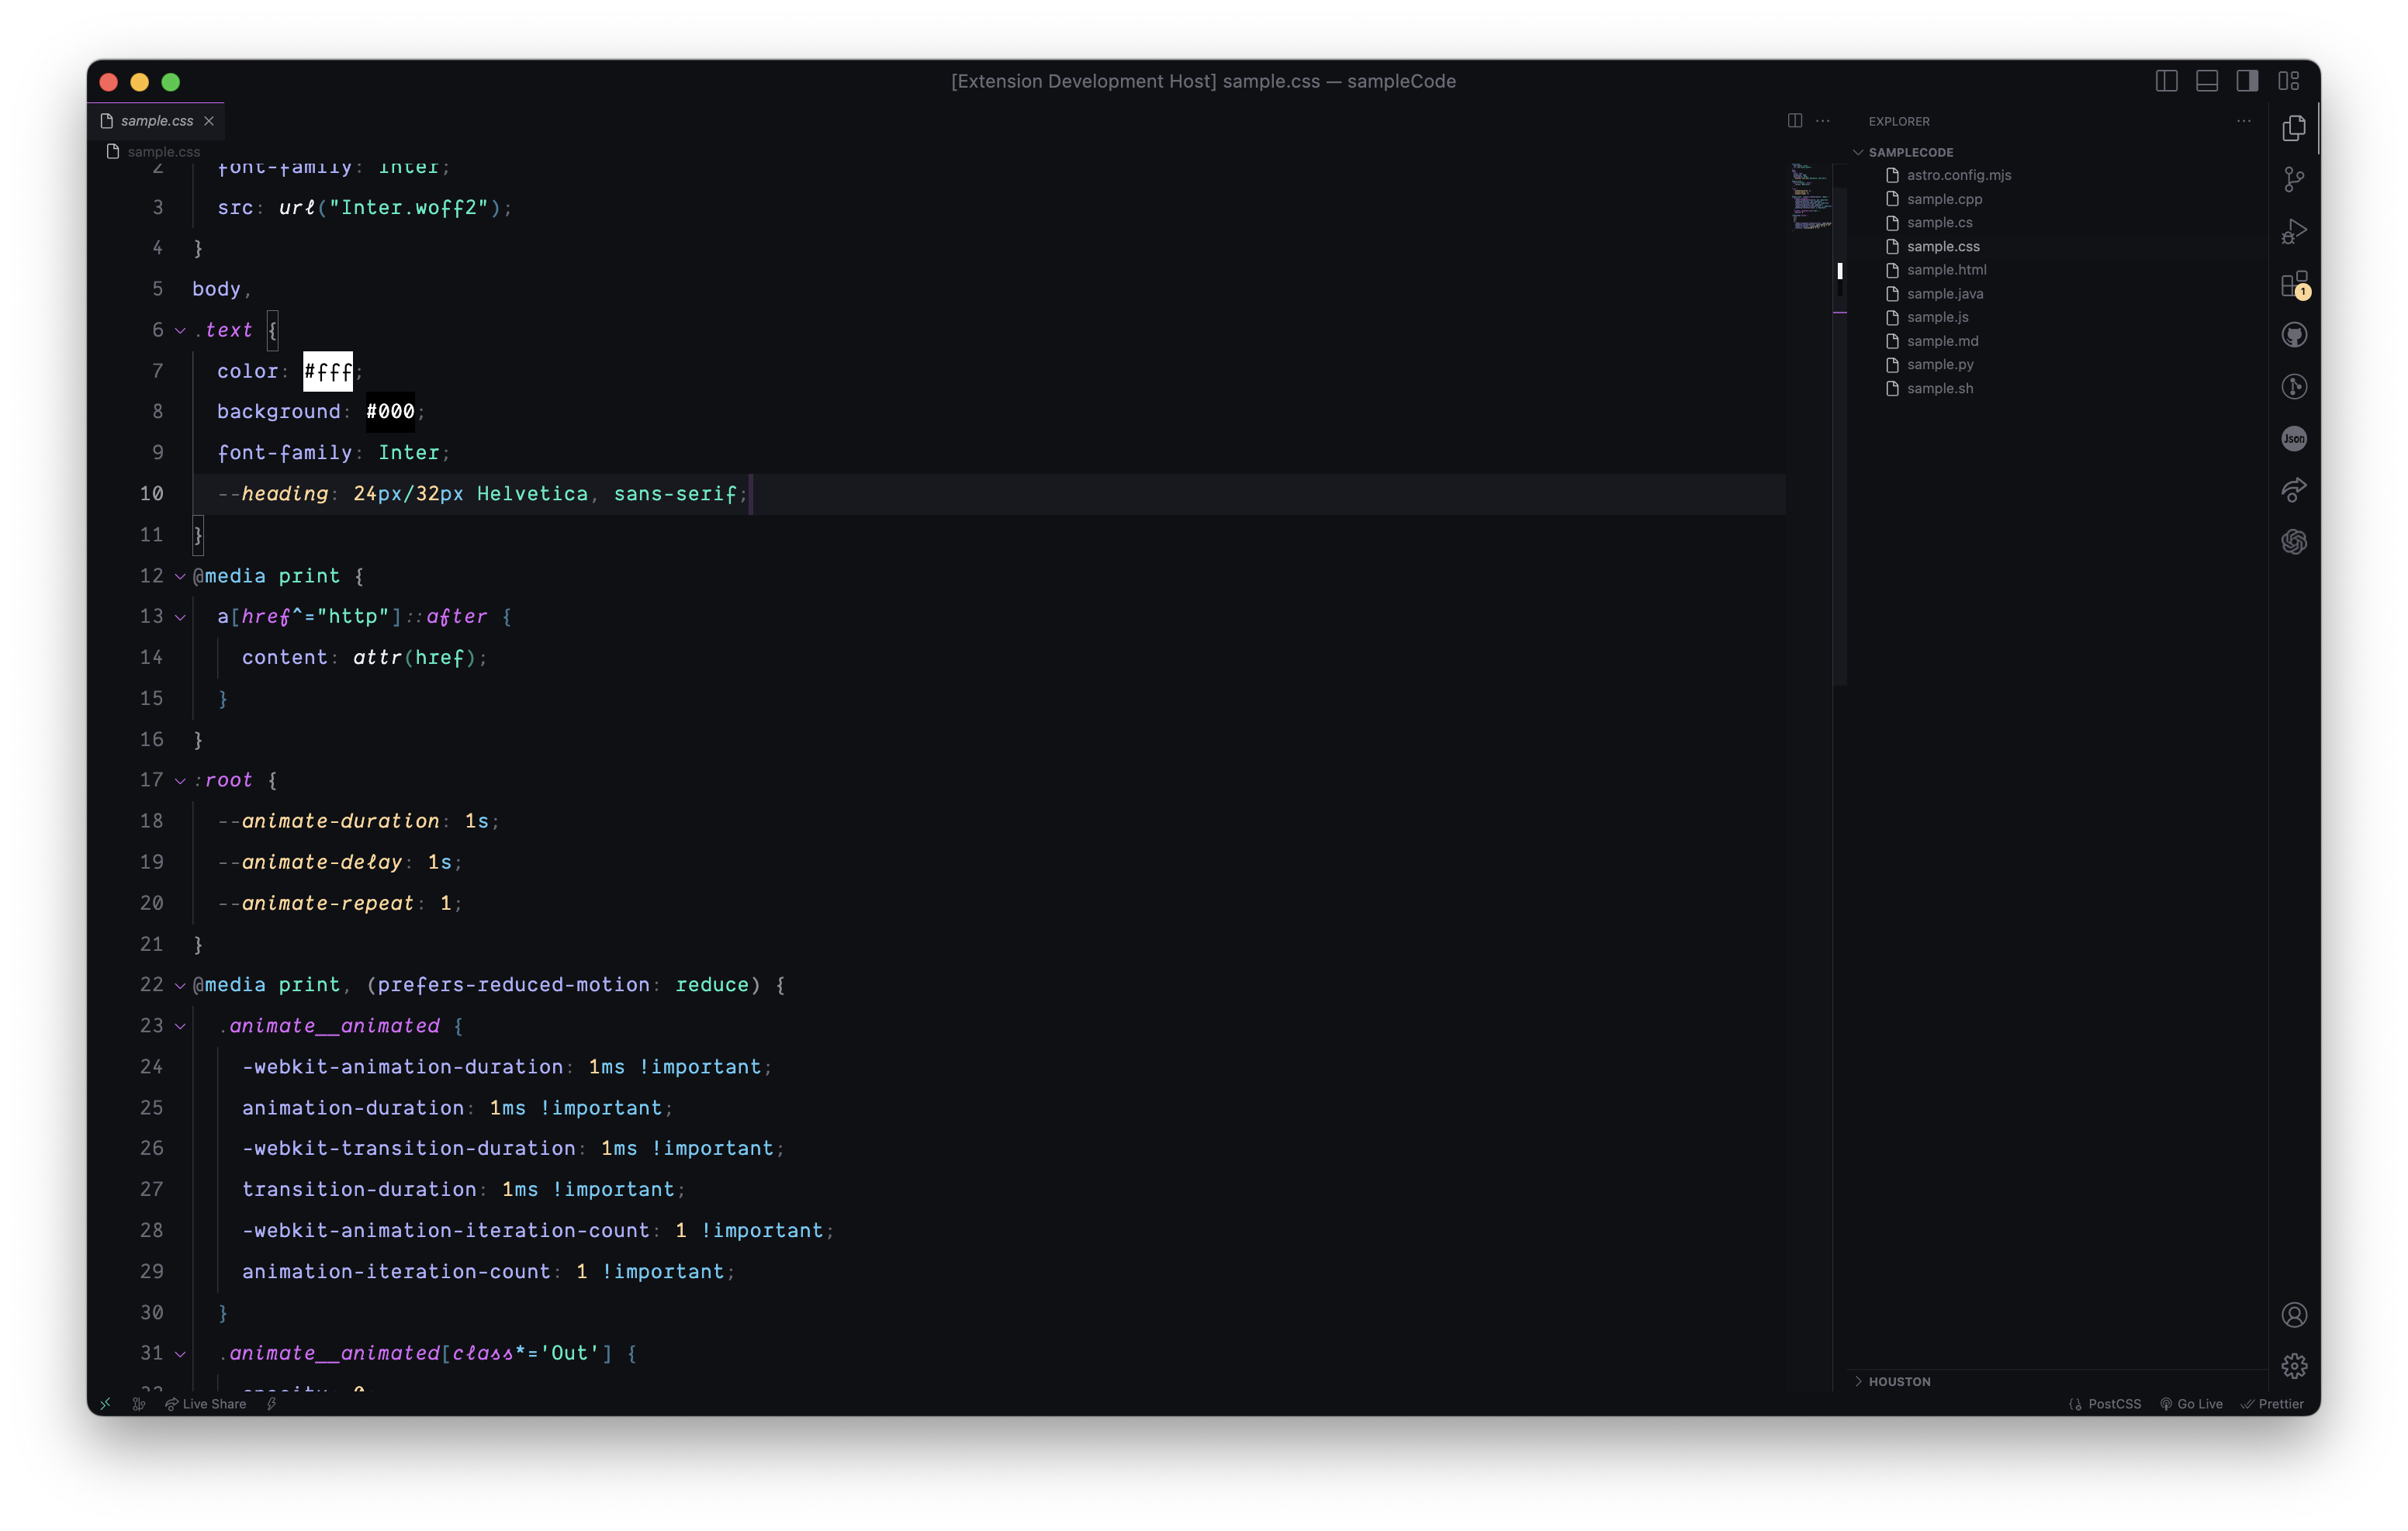 [Extension Development Host] sample.css — sampleCode
sample.css
sample.css
2 font-family: Inter;
3 src: url("Inter.woff2");
4 }
5 body,
6 .text {
7 color: #fff;
8 background: #000;
9 font-family: Inter;
10 --heading: 24px/32px Helvetica, sans-serif;
11 }
12 @media print {
13 a[href^="http"]::after {
14 content: attr(href);
15 }
16 }
17 :root {
18 --animate-duration: 1s;
19 --animate-delay: 1s;
20 --animate-repeat: 1;
21 }
22 @media print, (prefers-reduced-motion: reduce) {
23 .animate__animated {
24 -webkit-animation-duration: 1ms !important;
25 animation-duration: 1ms !important;
26 -webkit-transition-duration: 1ms !important;
27 transition-duration: 1ms !important;
28 -webkit-animation-iteration-count: 1 !important;
29 animation-iteration-count: 1 !important;
30 }
31 .animate__animated[class*='Out'] {
EXPLORER
SAMPLECODE
astro.config.mjs
sample.cpp
sample.cs
sample.css
sample.html
sample.java
sample.js
sample.md
sample.py
sample.sh
HOUSTON
1
Json
Live Share
PostCSS
Go Live
Prettier